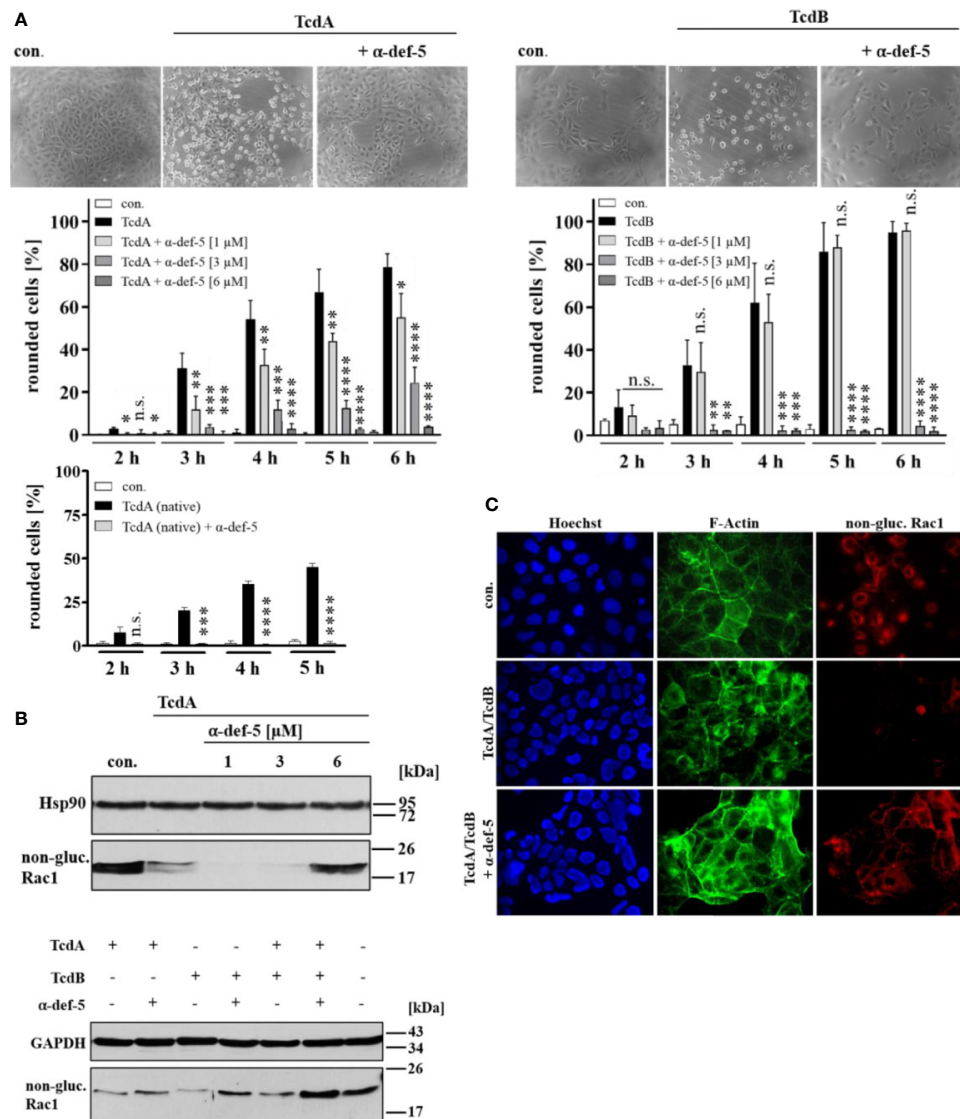 A
TcdA
con.
+ α-def-5
TcdB
con.
+ α-def-5
rounded cells [%]
100
80
60
40
20
0
con.
TcdA
TcdA + α-def-5 [1 µM]
TcdA + α-def-5 [3 µM]
TcdA + α-def-5 [6 µM]
* n.s. *
** *** ***
** *** ****
** **** ****
* **** ****
2 h 3 h 4 h 5 h 6 h
rounded cells [%]
100
80
60
40
20
0
con.
TcdB
TcdB + α-def-5 [1 µM]
TcdB + α-def-5 [3 µM]
TcdB + α-def-5 [6 µM]
n.s.
n.s. ** **
n.s. *** ***
n.s. **** ****
n.s. **** ****
2 h 3 h 4 h 5 h 6 h
rounded cells [%]
100
75
50
25
0
con.
TcdA (native)
TcdA (native) + α-def-5
n.s. **** **** ****
2 h 3 h 4 h 5 h
B
TcdA
α-def-5 [µM]
con. 1 3 6 [kDa]
Hsp90
95
72
non-gluc.
Rac1
26
17
TcdA + + - - + + -
TcdB - - + + + + -
α-def-5 - + - + - + - [kDa]
GAPDH
43
34
non-gluc.
Rac1
26
17
C
Hoechst F-Actin non-gluc. Rac1
con.
TcdA/TcdB
TcdA/TcdB
+ α-def-5